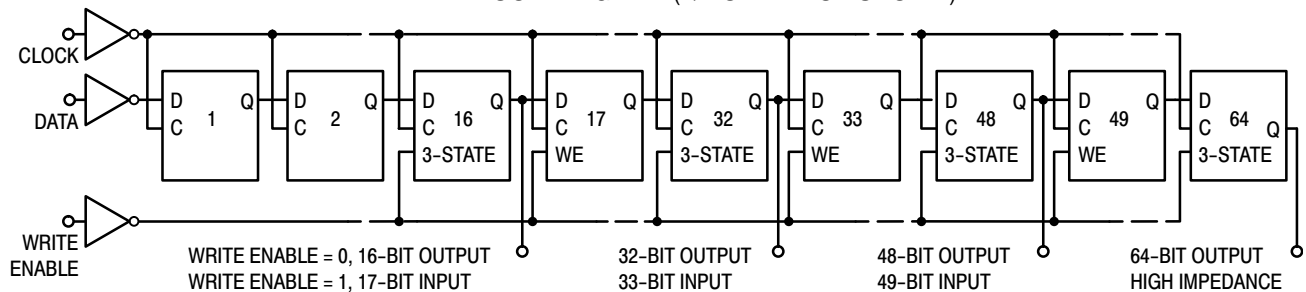 CLOCK
DATA
D Q
C
1
D Q
C
2
D Q
C
16
3-STATE
D Q
C
17
WE
D Q
C
32
3-STATE
D Q
C
33
WE
D Q
C
48
3-STATE
D Q
C
49
WE
D
C
64
Q
3-STATE
WRITE
ENABLE
WRITE ENABLE = 0, 16-BIT OUTPUT
WRITE ENABLE = 1, 17-BIT INPUT
32-BIT OUTPUT
33-BIT INPUT
48-BIT OUTPUT
49-BIT INPUT
64-BIT OUTPUT
HIGH IMPEDANCE